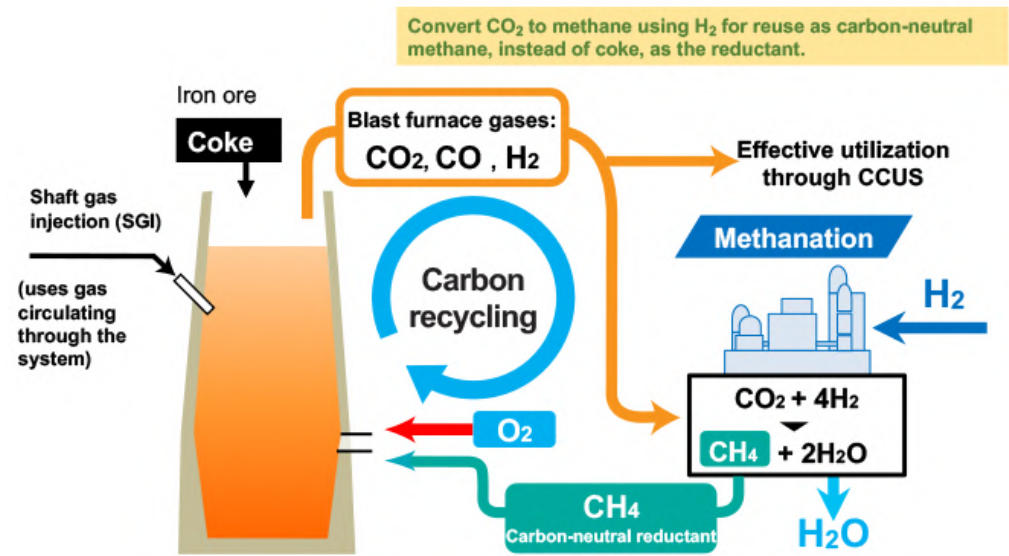 Convert CO₂ to methane using H₂ for reuse as carbon-neutral
methane, instead of coke, as the reductant.
Iron ore
Coke
Blast furnace gases:
CO₂, CO , H₂
Effective utilization
through CCUS
Shaft gas
injection (SGI)
(uses gas
circulating
through the
system)
Carbon
recycling
Methanation
H₂
CO₂ + 4H₂
CH₄ + 2H₂O
O₂
CH₄
Carbon-neutral reductant
H₂O